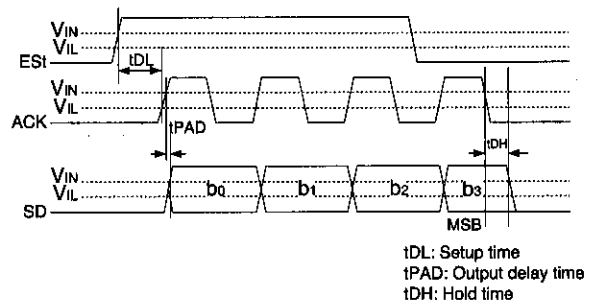 VIN
VIL
ESt
tDL
VIN
VIL
ACK
tPAD
tDH
VIN
VIL
SD
b0
b1
b2
b3
MSB
tDL: Setup time
tPAD: Output delay time
tDH: Hold time